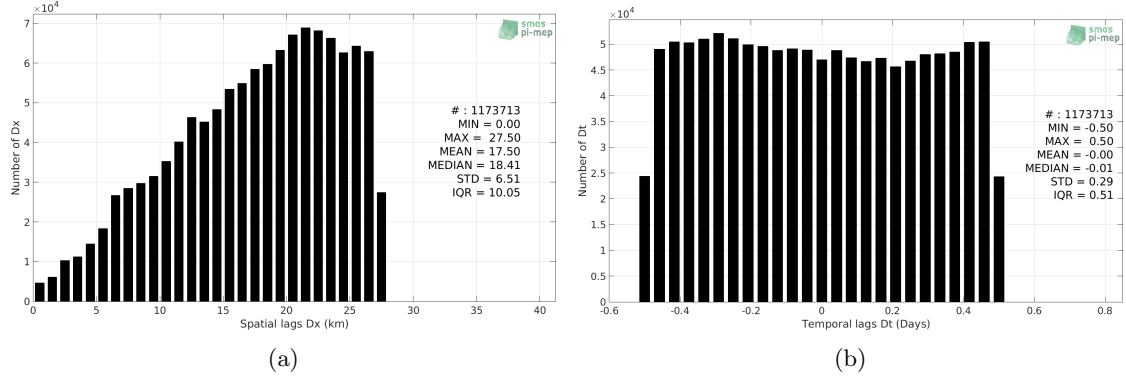 ×10⁴
7
6
5
4
3
2
1
0
Number of Dx
smos
pi-mep
# : 1173713
MIN = 0.00
MAX = 27.50
MEAN = 17.50
MEDIAN = 18.41
STD = 6.51
IQR = 10.05
0 5 10 15 20 25 30 35 40
Spatial lags Dx (km)
(a)
×10⁴
5.5
5
4.5
4
3.5
3
2.5
2
1.5
1
0.5
0
Number of Dt
smos
pi-mep
# : 1173713
MIN = -0.50
MAX = 0.50
MEAN = -0.00
MEDIAN = -0.01
STD = 0.29
IQR = 0.51
-0.6 -0.4 -0.2 0 0.2 0.4 0.6 0.8
Temporal lags Dt (Days)
(b)